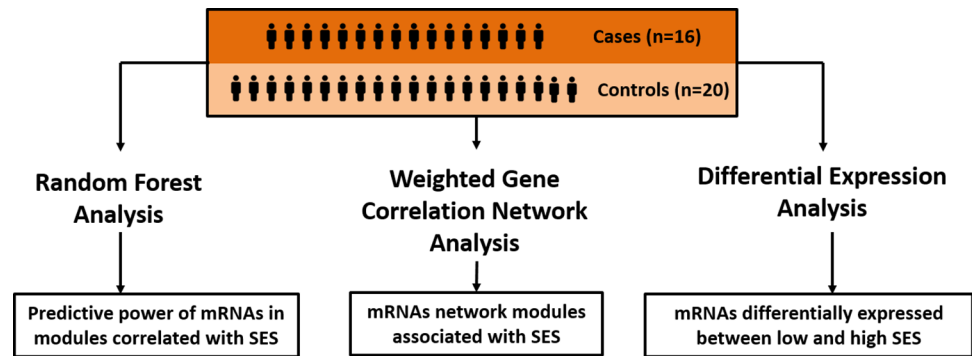 Cases (n=16)
Controls (n=20)
Random Forest
Analysis
Predictive power of mRNAs in
modules correlated with SES
Weighted Gene
Correlation Network
Analysis
mRNAs network modules
associated with SES
Differential Expression
Analysis
mRNAs differentially expressed
between low and high SES